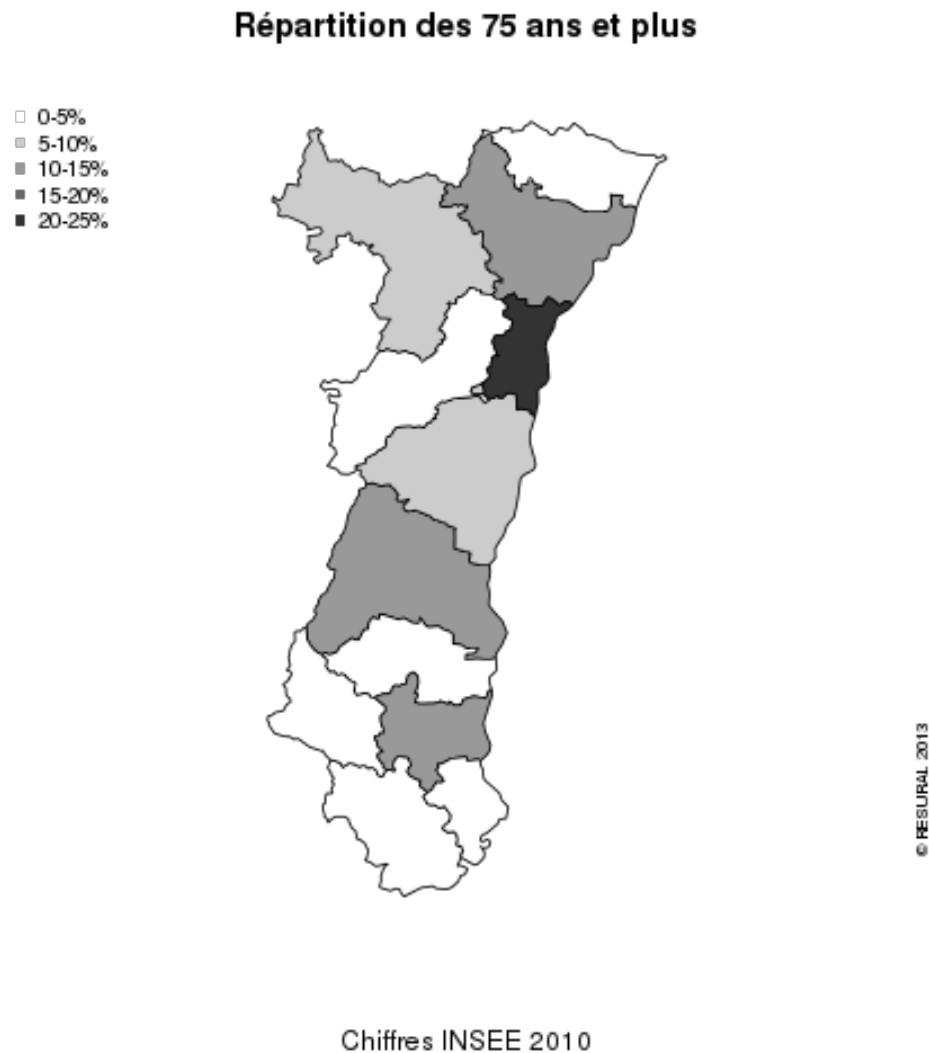 Répartition des 75 ans et plus
0-5%
5-10%
10-15%
15-20%
20-25%
© RESURAL 2013
Chiffres INSEE 2010